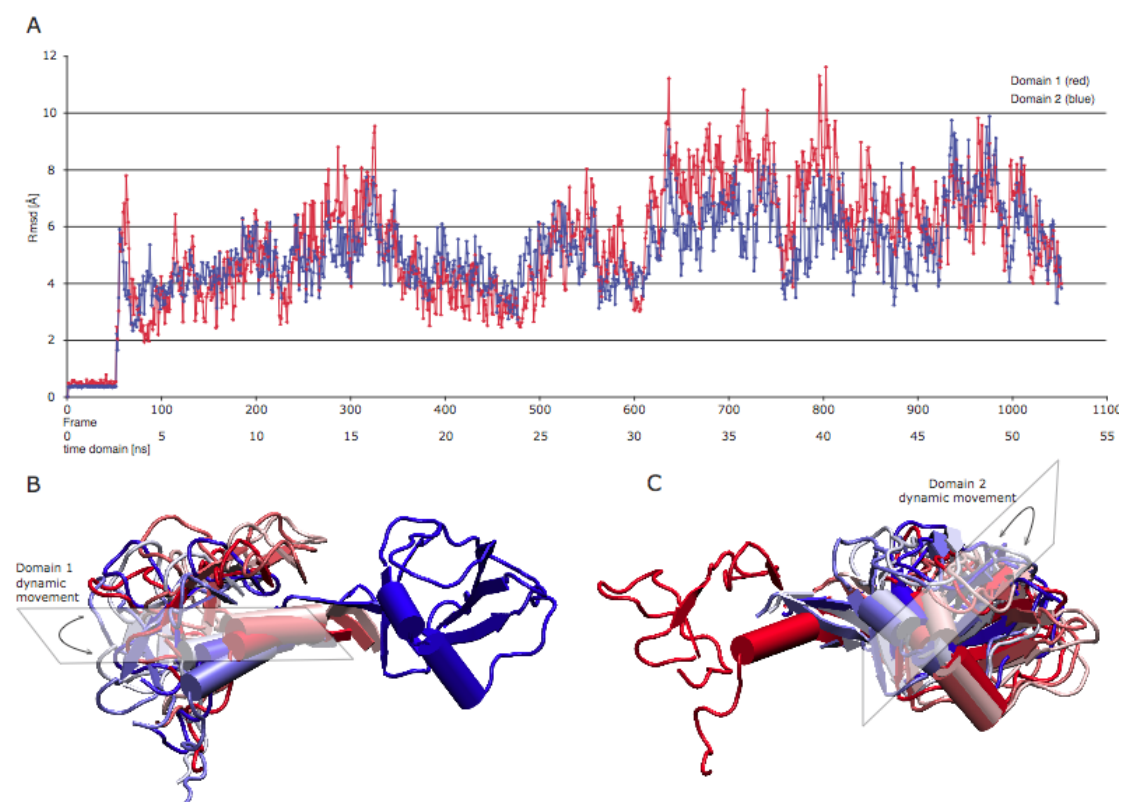 A
12
Domain 1 (red)
Domain 2 (blue)
10
8
Rmsd [Å]
6
4
2
0
0 100 200 300 400 500 600 700 800 900 1000 1100
Frame
0 5 10 15 20 25 30 35 40 45 50 55
time domain [ns]
B
Domain 1
dynamic
movement
C
Domain 2
dynamic movement